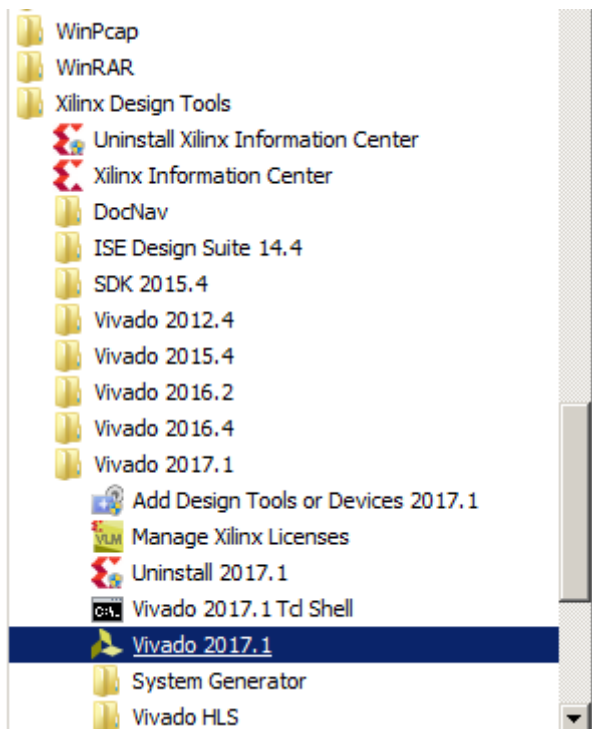 WinPcap
WinRAR
Xilinx Design Tools
Uninstall Xilinx Information Center
Xilinx Information Center
DocNav
ISE Design Suite 14.4
SDK 2015.4
Vivado 2012.4
Vivado 2015.4
Vivado 2016.2
Vivado 2016.4
Vivado 2017.1
Add Design Tools or Devices 2017.1
VLM
Manage Xilinx Licenses
Uninstall 2017.1
C:\.
Vivado 2017.1 Tcl Shell
Vivado 2017.1
System Generator
Vivado HLS